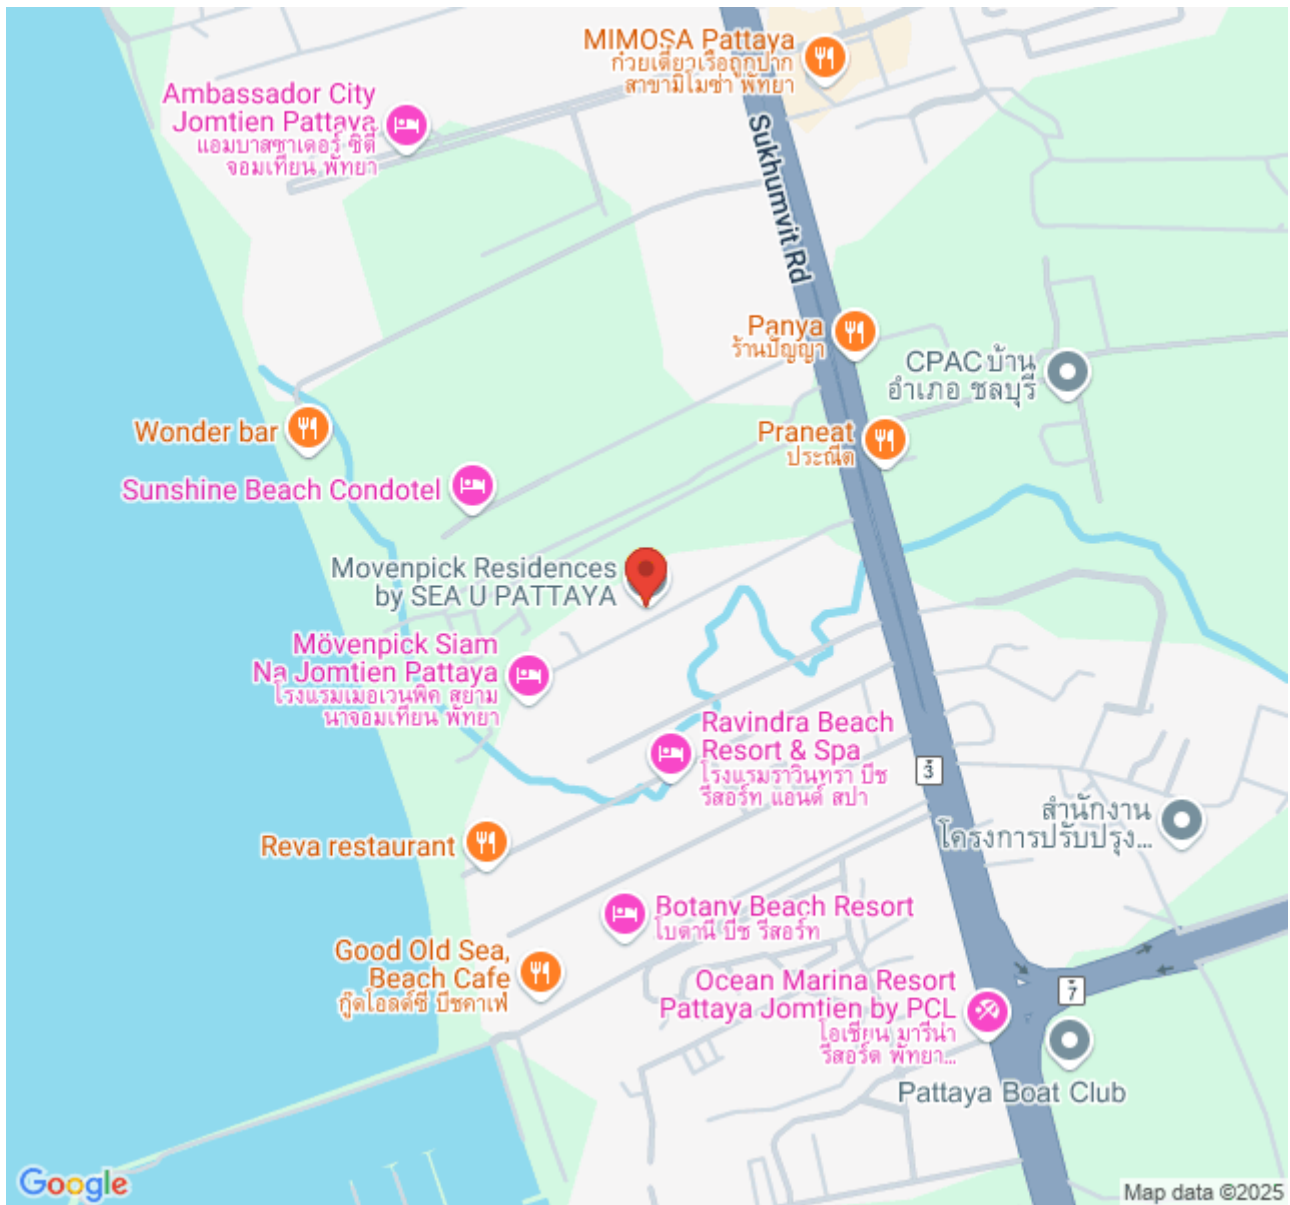 MIMOSA Pattaya
ก๋วยเตี๋ยวเรือถูกปาก
สาขามิโมซ่า พัทยา
Ambassador City
Jomtien Pattaya
แอมบาสซาเดอร์ ซิตี้
จอมเทียน พัทยา
Sukhumvit Rd
Panya
ร้านปัญญา
CPAC บ้าน
อำเภอ ชลบุรี
Wonder bar
Praneat
ประณีต
Sunshine Beach Condotel
Movenpick Residences
by SEA U PATTAYA
Mövenpick Siam
Na Jomtien Pattaya
โรงแรมเมอเวนพิค สยาม
นาจอมเทียน พัทยา
Ravindra Beach
Resort & Spa
โรงแรมราวินทรา บีช
รีสอร์ท แอนด์ สปา
3
สำนักงาน
โครงการปรับปรุง...
Reva restaurant
Botany Beach Resort
โบตานี บีช รีสอร์ท
Good Old Sea,
Beach Cafe
กู๊ดโอลด์ซี บีชคาเฟ่
Ocean Marina Resort
Pattaya Jomtien by PCL
โอเชียน มารีน่า
รีสอร์ต พัทยา...
7
Pattaya Boat Club
Google
Map data ©2025